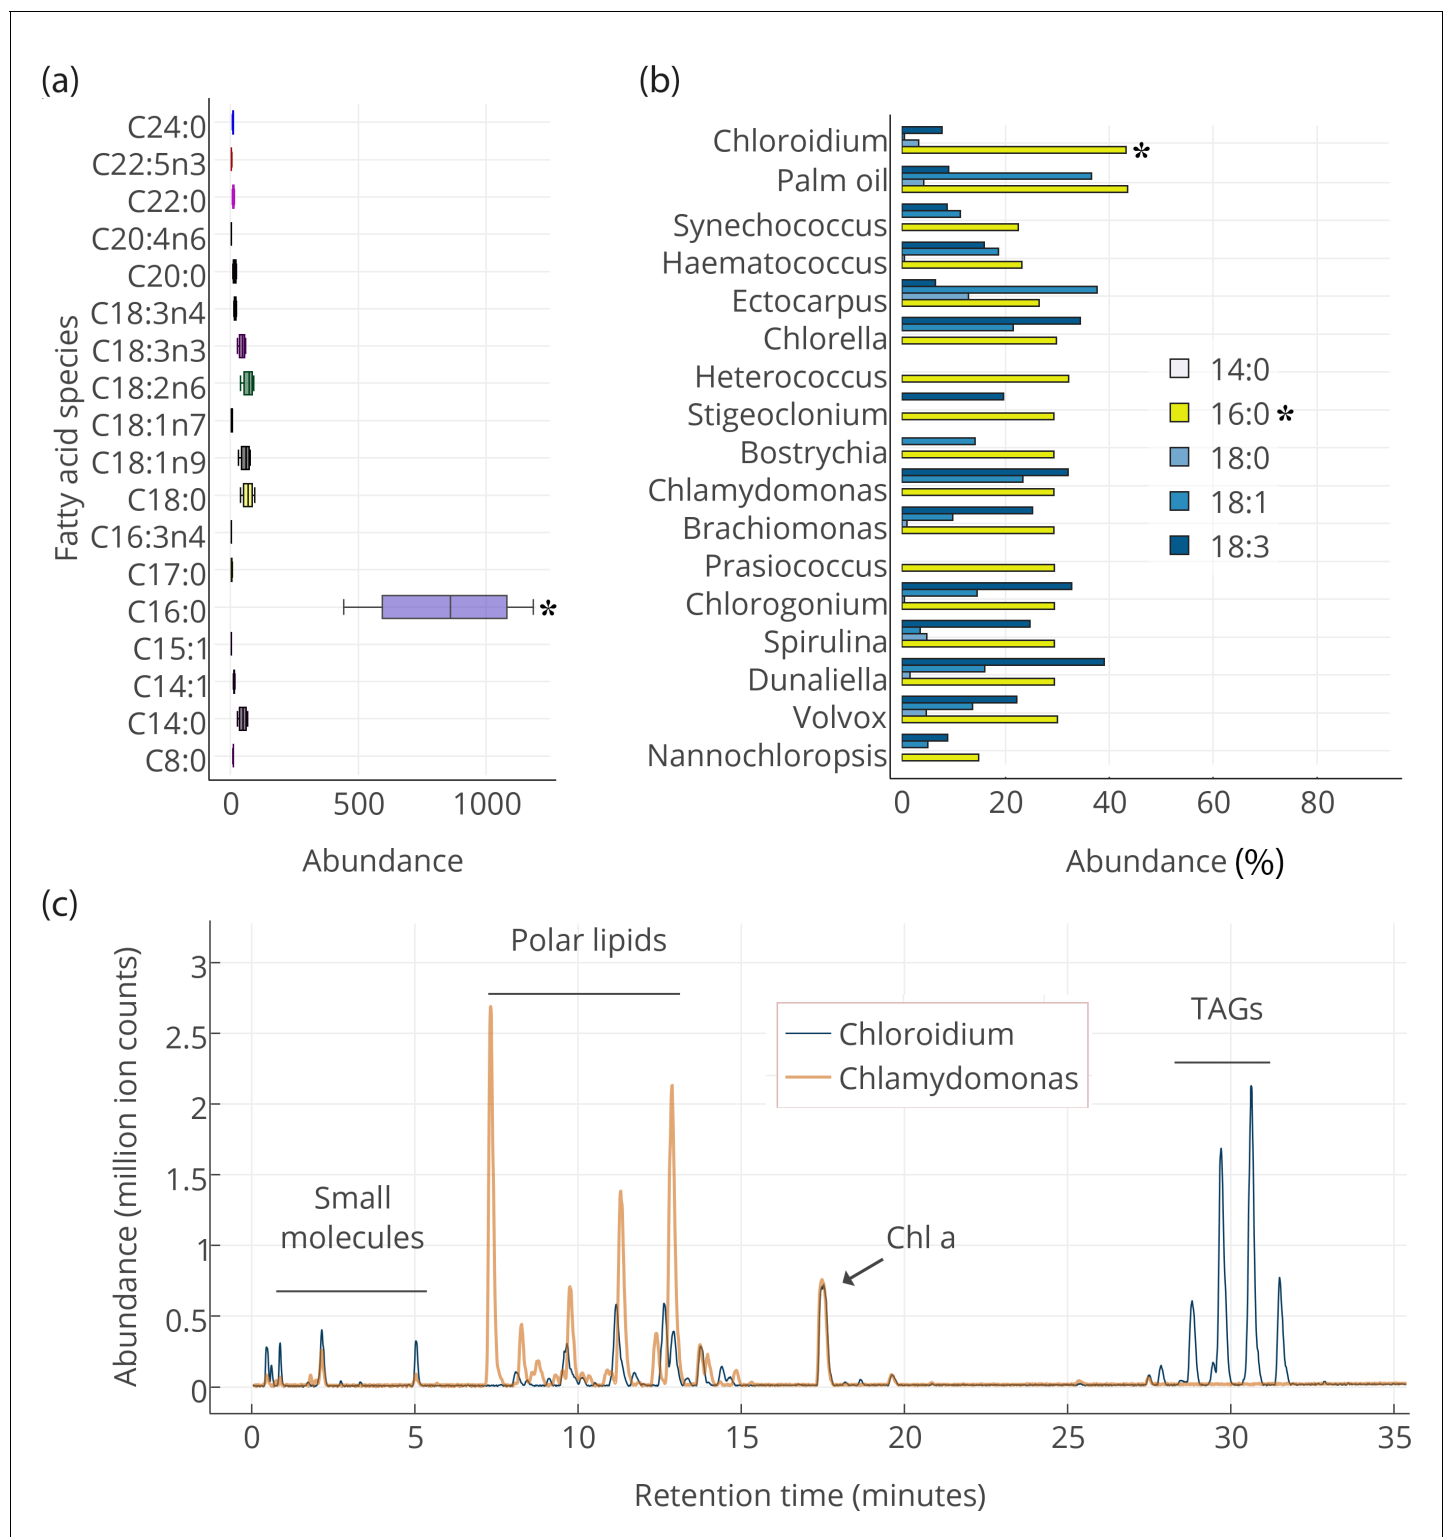 (a)
C24:0
C22:5n3
C22:0
C20:4n6
C20:0
C18:3n4
C18:3n3
C18:2n6
C18:1n7
C18:1n9
C18:0
C16:3n4
C17:0
C16:0
*
C15:1
C14:1
C14:0
C8:0
Fatty acid species
0 500 1000
Abundance
(b)
Chloroidium
*
Palm oil
Synechococcus
Haematococcus
Ectocarpus
Chlorella
Heterococcus
Stigeoclonium
Bostrychia
Chlamydomonas
Brachiomonas
Prasiococcus
Chlorogonium
Spirulina
Dunaliella
Volvox
Nannochloropsis
14:0
16:0 *
18:0
18:1
18:3
0 20 40 60 80
Abundance (%)
(c)
Abundance (million ion counts)
3
2.5
2
1.5
1
0.5
0
Small
molecules
Polar lipids
Chloroidium
Chlamydomonas
Chl a
TAGs
0 5 10 15 20 25 30 35
Retention time (minutes)